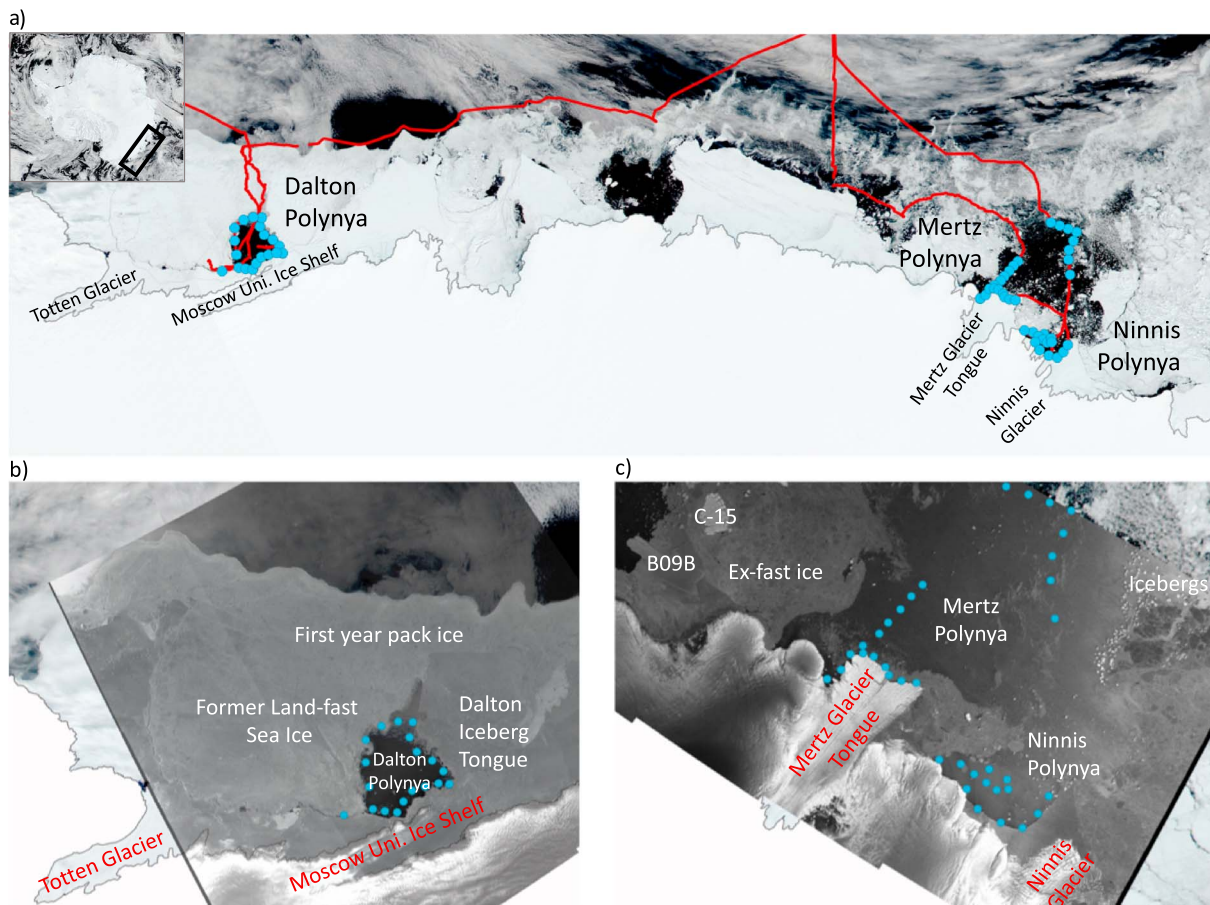 a)
Dalton
Polynya
Totten Glacier
Moscow Uni. Ice Shelf
Mertz
Polynya
Mertz Glacier
Tongue
Ninnis
Polynya
Ninnis
Glacier
b)
First year pack ice
Former Land-fast
Sea Ice
Dalton
Iceberg
Tongue
Dalton
Polynya
Moscow Uni. Ice Shelf
Totten Glacier
c)
C-15
B09B
Ex-fast ice
Icebergs
Mertz
Polynya
Mertz Glacier
Tongue
Ninnis
Polynya
Ninnis
Glacier